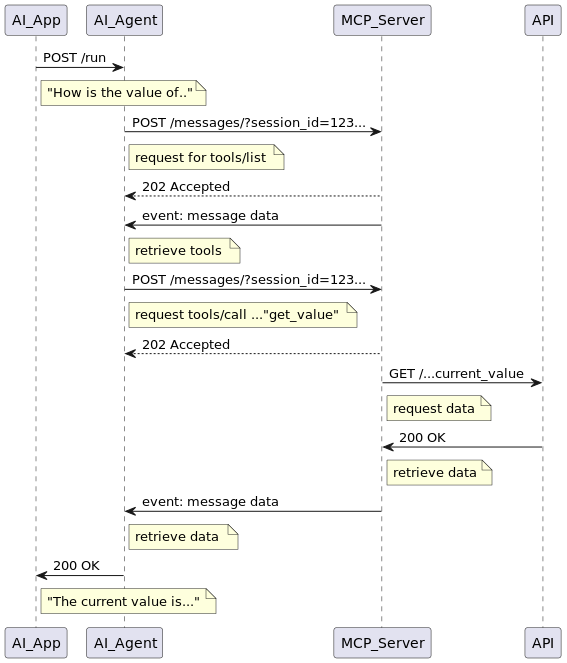 AI_App AI_Agent MCP_Server API
POST /run
"How is the value of.."
POST /messages/?session_id=123...
request for tools/list
202 Accepted
event: message data
retrieve tools
POST /messages/?session_id=123...
request tools/call ..."get_value"
202 Accepted
GET /...current_value
request data
200 OK
retrieve data
event: message data
retrieve data
200 OK
"The current value is..."
AI_App AI_Agent MCP_Server API